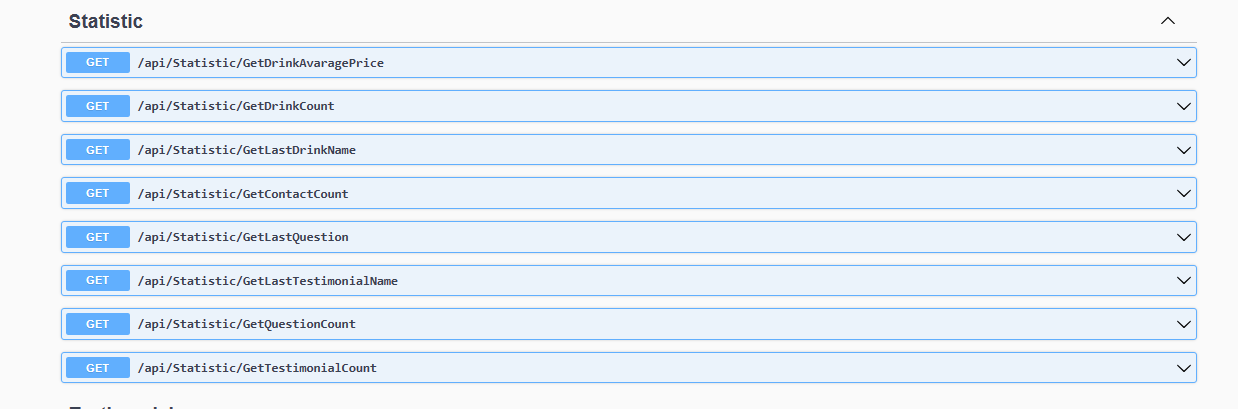 Statistic
GET /api/Statistic/GetDrinkAvaragePrice
GET /api/Statistic/GetDrinkCount
GET /api/Statistic/GetLastDrinkName
GET /api/Statistic/GetContactCount
GET /api/Statistic/GetLastQuestion
GET /api/Statistic/GetLastTestimonialName
GET /api/Statistic/GetQuestionCount
GET /api/Statistic/GetTestimonialCount